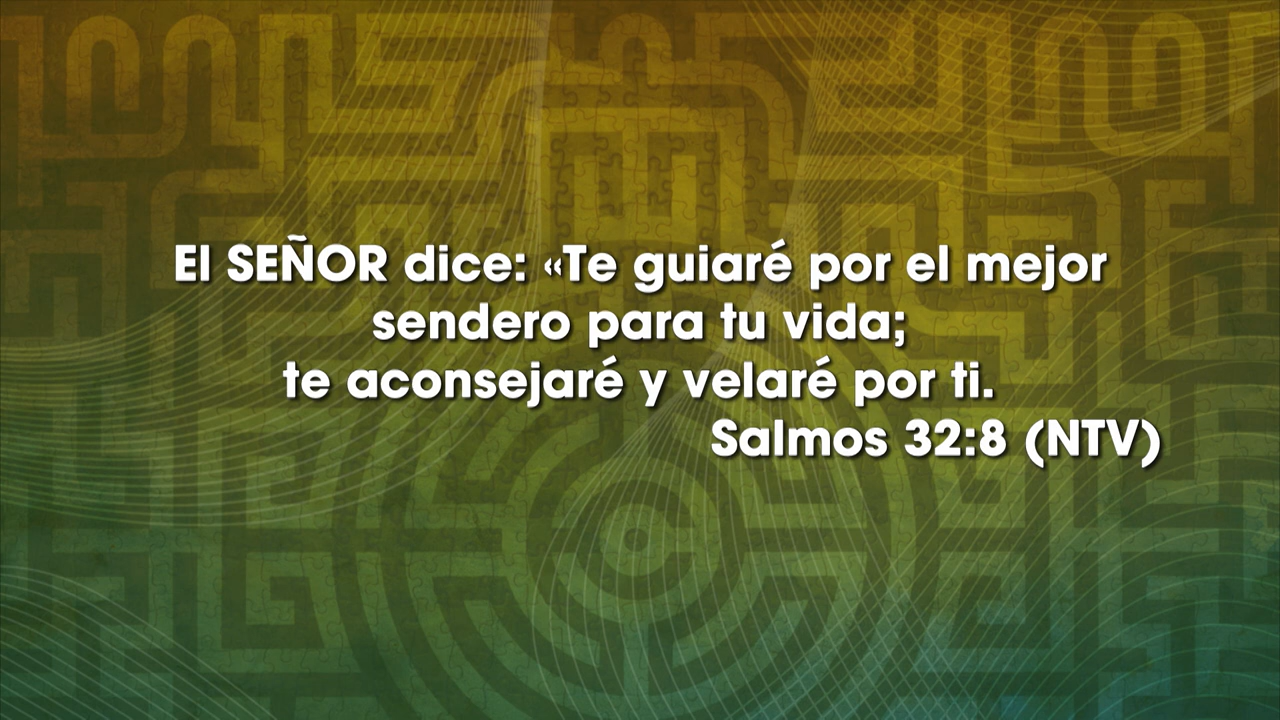 El SEÑOR dice: «Te guiaré por el mejor
sendero para tu vida;
te aconsejaré y velaré por ti.
Salmos 32:8 (NTV)